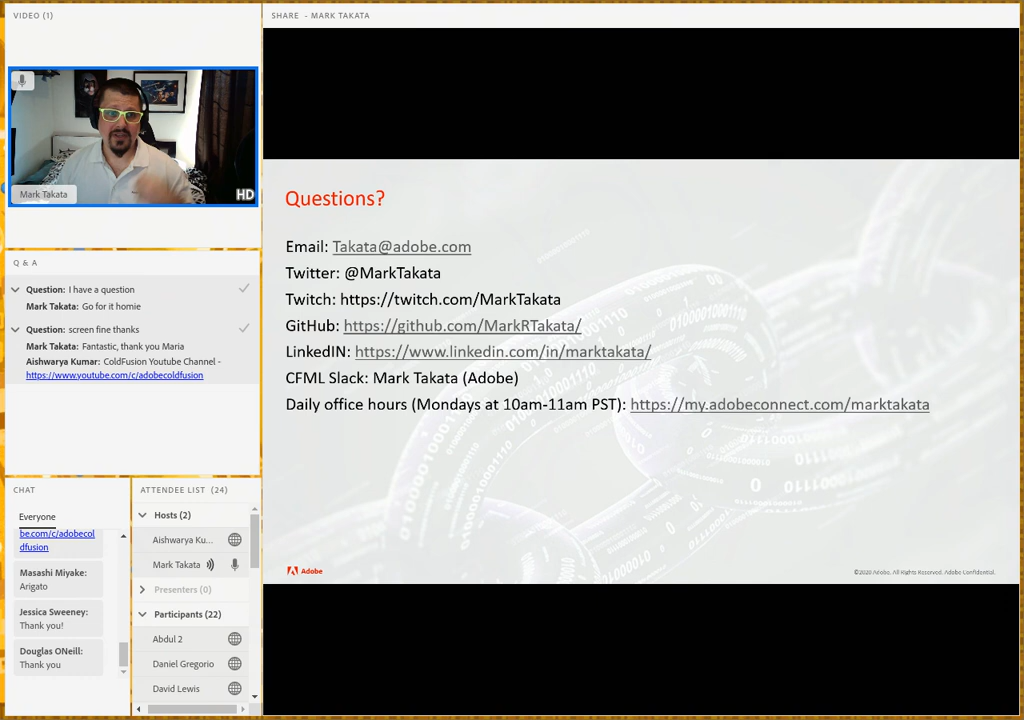 VIDEO (1)
Mark Takata
HD
SHARE - MARK TAKATA
Questions?
Email: Takata@adobe.com
Twitter: @MarkTakata
Twitch: https://twitch.com/MarkTakata
GitHub: https://github.com/MarkRTakata/
LinkedIN: https://www.linkedin.com/in/marktakata/
CFML Slack: Mark Takata (Adobe)
Daily office hours (Mondays at 10am-11am PST): https://my.adobeconnect.com/marktakata
Adobe
©2020 Adobe. All Rights Reserved. Adobe Confidential.
Q & A
Question: I have a question
Mark Takata: Go for it homie
Question: screen fine thanks
Mark Takata: Fantastic, thank you Maria
Aishwarya Kumar: ColdFusion Youtube Channel -
https://www.youtube.com/c/adobecoldfusion
CHAT
Everyone
be.com/c/adobecol
dfusion
Masashi Miyake:
Arigato
Jessica Sweeney:
Thank you!
Douglas ONeill:
Thank you
ATTENDEE LIST (24)
Hosts (2)
Aishwarya Ku...
Mark Takata
Presenters (0)
Participants (22)
Abdul 2
Daniel Gregorio
David Lewis